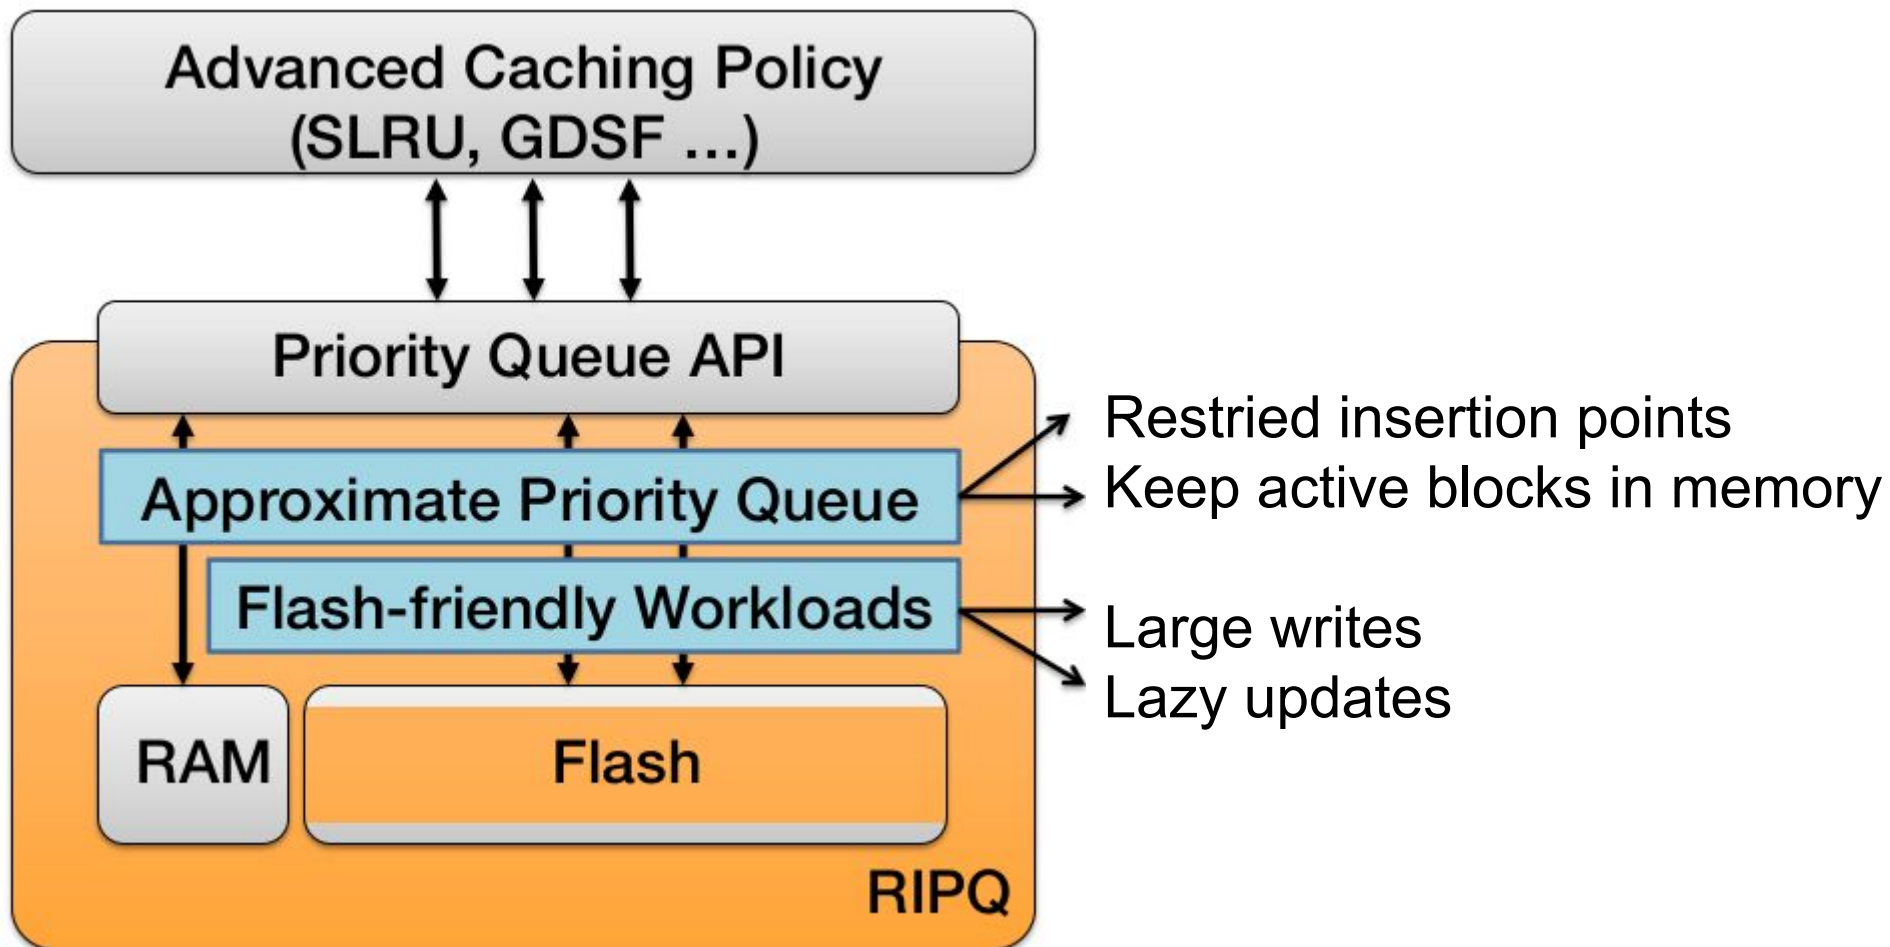 Advanced Caching Policy
(SLRU, GDSF ...)
Priority Queue API
Approximate Priority Queue
Restried insertion points
Keep active blocks in memory
Flash-friendly Workloads
Large writes
Lazy updates
RAM
Flash
RIPQ